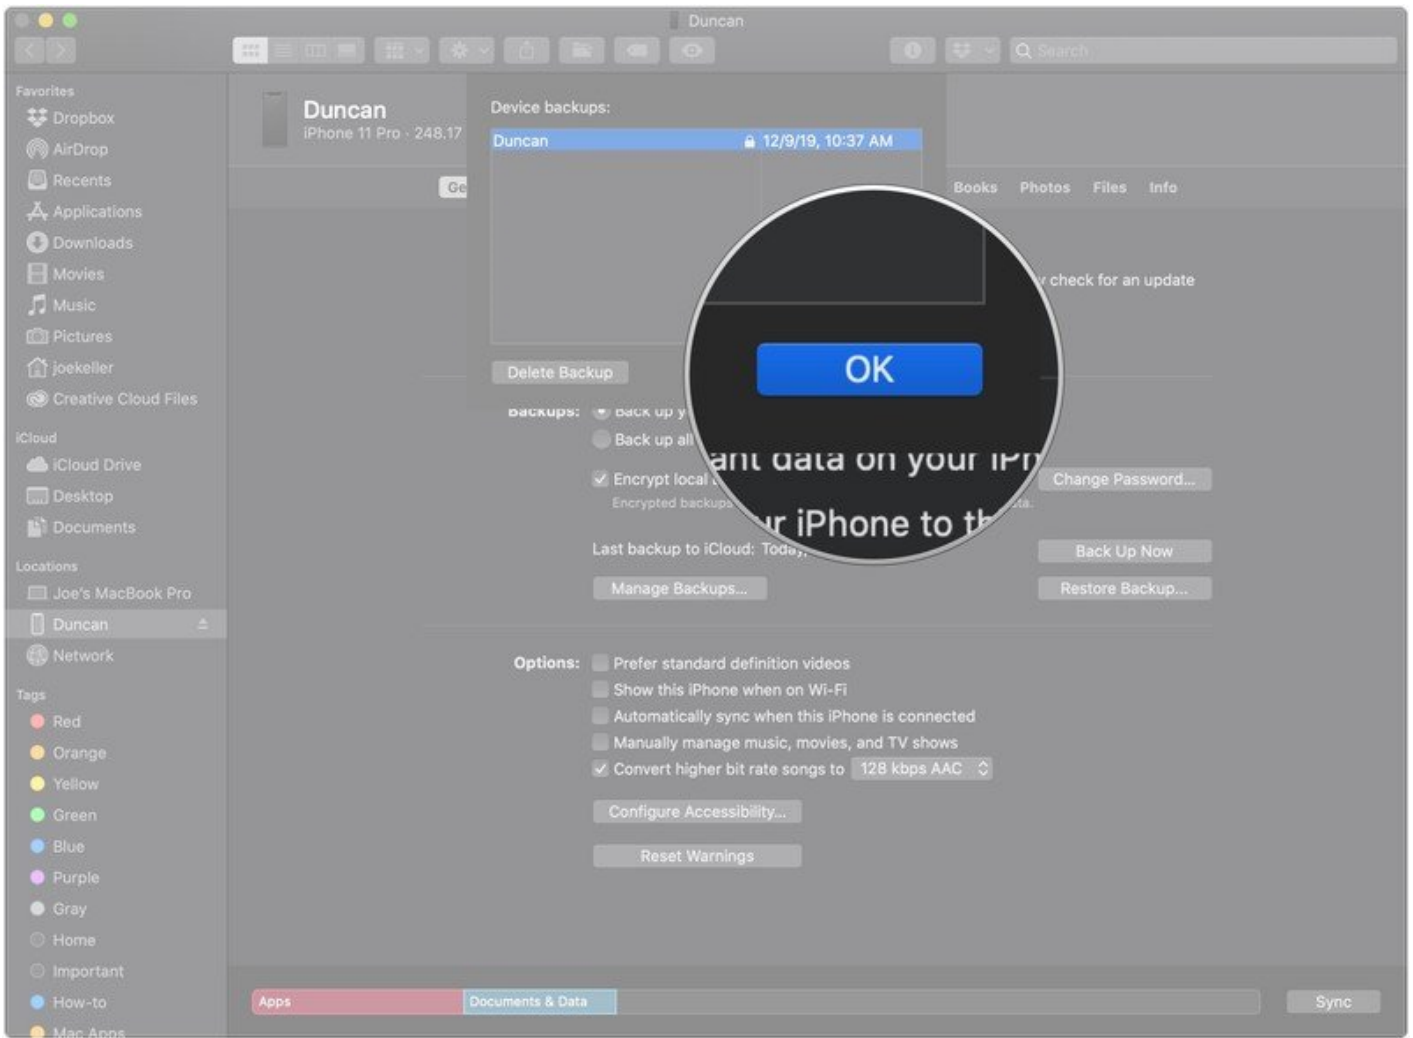 Duncan
Search
Favorites
Dropbox
AirDrop
Recents
Applications
Downloads
Movies
Music
Pictures
joekeller
Creative Cloud Files
iCloud
iCloud Drive
Desktop
Documents
Locations
Joe's MacBook Pro
Duncan
Network
Tags
Red
Orange
Yellow
Green
Blue
Purple
Gray
Home
Important
How-to
Mac Apps
Duncan
iPhone 11 Pro · 248.17
Device backups:
Duncan 12/9/19, 10:37 AM
Ge Books Photos Files Info
check for an update
OK
Delete Backup
Backups: Back up y
Back up all
ant data on your iPh
Encrypt local Change Password...
Encrypted backups
ur iPhone to th
Last backup to iCloud: Today, Back Up Now
Manage Backups... Restore Backup...
Options: Prefer standard definition videos
Show this iPhone when on Wi-Fi
Automatically sync when this iPhone is connected
Manually manage music, movies, and TV shows
Convert higher bit rate songs to 128 kbps AAC
Configure Accessibility...
Reset Warnings
Apps Documents & Data Sync